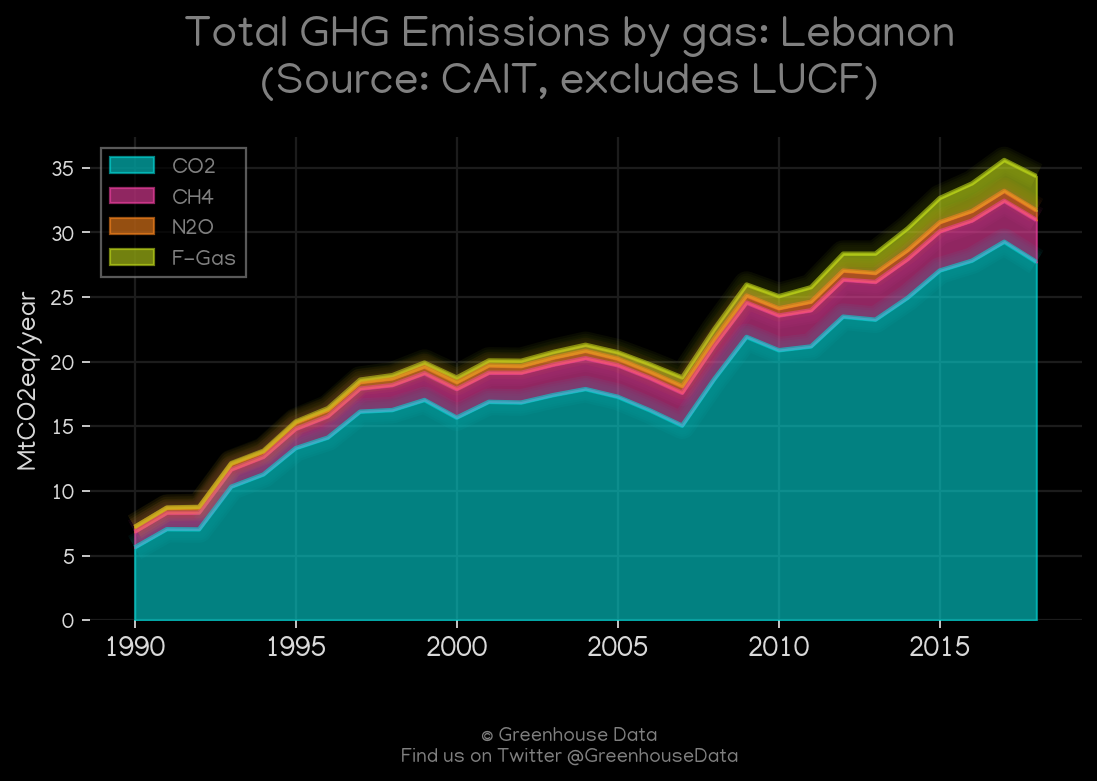 Total GHG Emissions by gas: Lebanon
(Source: CAIT, excludes LUCF)
CO2
CH4
N2O
F-Gas
MtCO2eq/year
35
30
25
20
15
10
5
0
1990 1995 2000 2005 2010 2015
© Greenhouse Data
Find us on Twitter @GreenhouseData